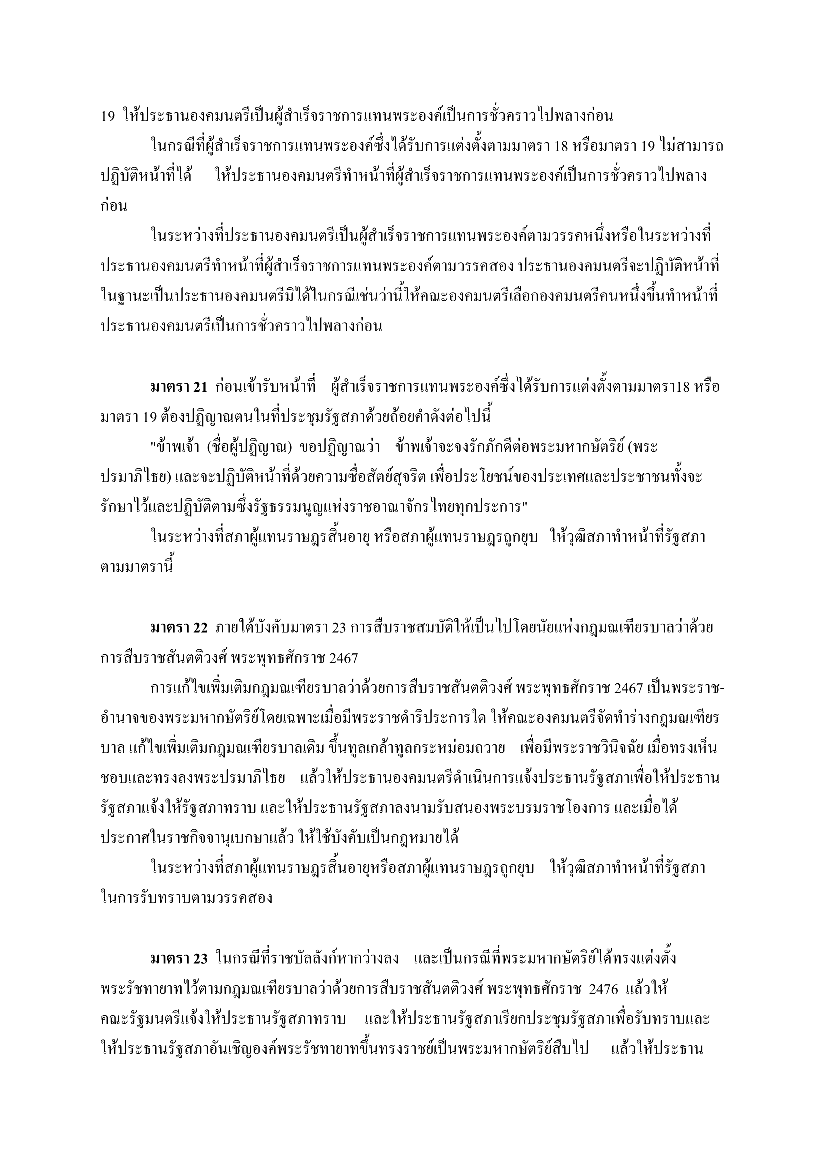 19 ให้ประธานองคมนตรีเป็นผู้สำเร็จราชการแทนพระองค์เป็นการชั่วคราวไปพลางก่อน
ในกรณีที่ผู้สำเร็จราชการแทนพระองค์ซึ่งได้รับการแต่งตั้งตามมาตรา 18 หรือมาตรา 19 ไม่สามารถ
ปฏิบัติหน้าที่ได้ ให้ประธานองคมนตรีทำหน้าที่ผู้สำเร็จราชการแทนพระองค์เป็นการชั่วคราวไปพลาง
ก่อน
ในระหว่างที่ประธานองคมนตรีเป็นผู้สำเร็จราชการแทนพระองค์ตามวรรคหนึ่งหรือในระหว่างที่
ประธานองคมนตรีทำหน้าที่ผู้สำเร็จราชการแทนพระองค์ตามวรรคสอง ประธานองคมนตรีจะปฏิบัติหน้าที่
ในฐานะเป็นประธานองคมนตรีมิได้ในกรณีเช่นว่านี้ให้คณะองคมนตรีเลือกองคมนตรีคนหนึ่งขึ้นทำหน้าที่
ประธานองคมนตรีเป็นการชั่วคราวไปพลางก่อน
มาตรา 21 ก่อนเข้ารับหน้าที่ ผู้สำเร็จราชการแทนพระองค์ซึ่งได้รับการแต่งตั้งตามมาตรา18 หรือ
มาตรา 19 ต้องปฏิญาณตนในที่ประชุมรัฐสภาด้วยถ้อยคำดังต่อไปนี้
"ข้าพเจ้า (ชื่อผู้ปฏิญาณ) ขอปฏิญาณว่า ข้าพเจ้าจะจงรักภักดีต่อพระมหากษัตริย์ (พระ
ปรมาภิไธย) และจะปฏิบัติหน้าที่ด้วยความซื่อสัตย์สุจริต เพื่อประโยชน์ของประเทศและประชาชนทั้งจะ
รักษาไว้และปฏิบัติตามซึ่งรัฐธรรมนูญแห่งราชอาณาจักรไทยทุกประการ"
ในระหว่างที่สภาผู้แทนราษฎรสิ้นอายุ หรือสภาผู้แทนราษฎรถูกยุบ ให้วุฒิสภาทำหน้าที่รัฐสภา
ตามมาตรานี้
มาตรา 22 ภายใต้บังคับมาตรา 23 การสืบราชสมบัติให้เป็นไปโดยนัยแห่งกฎมณเฑียรบาลว่าด้วย
การสืบราชสันตติวงศ์ พระพุทธศักราช 2467
การแก้ไขเพิ่มเติมกฎมณเฑียรบาลว่าด้วยการสืบราชสันตติวงศ์ พระพุทธศักราช 2467 เป็นพระราช-
อำนาจของพระมหากษัตริย์โดยเฉพาะเมื่อมีพระราชดำริประการใด ให้คณะองคมนตรีจัดทำร่างกฎมณเฑียร
บาล แก้ไขเพิ่มเติมกฎมณเฑียรบาลเดิม ขึ้นทูลเกล้าทูลกระหม่อมถวาย เพื่อมีพระราชวินิจฉัย เมื่อทรงเห็น
ชอบและทรงลงพระปรมาภิไธย แล้วให้ประธานองคมนตรีดำเนินการแจ้งประธานรัฐสภาเพื่อให้ประธาน
รัฐสภาแจ้งให้รัฐสภาทราบ และให้ประธานรัฐสภาลงนามรับสนองพระบรมราชโองการ และเมื่อได้
ประกาศในราชกิจจานุเบกษาแล้ว ให้ใช้บังคับเป็นกฎหมายได้
ในระหว่างที่สภาผู้แทนราษฎรสิ้นอายุหรือสภาผู้แทนราษฎรถูกยุบ ให้วุฒิสภาทำหน้าที่รัฐสภา
ในการรับทราบตามวรรคสอง
มาตรา 23 ในกรณีที่ราชบัลลังก์หากว่างลง และเป็นกรณีที่พระมหากษัตริย์ได้ทรงแต่งตั้ง
พระรัชทายาทไว้ตามกฎมณเฑียรบาลว่าด้วยการสืบราชสันตติวงศ์ พระพุทธศักราช 2476 แล้วให้
คณะรัฐมนตรีแจ้งให้ประธานรัฐสภาทราบ และให้ประธานรัฐสภาเรียกประชุมรัฐสภาเพื่อรับทราบและ
ให้ประธานรัฐสภาอันเชิญองค์พระรัชทายาทขึ้นทรงราชย์เป็นพระมหากษัตริย์สืบไป แล้วให้ประธาน